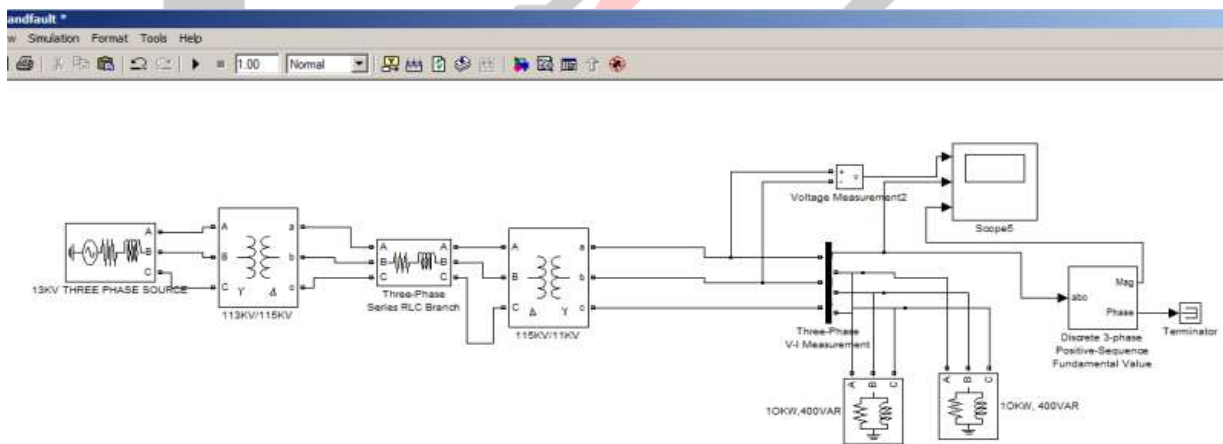 andfault *
w Simulation Format Tools Help
1.00 Normal
Voltage Measurement2
Scope5
13KV THREE PHASE SOURCE
A
B
C
113KV/115KV
A
B
C
a
b
c
Y Δ
Three-Phase
Series RLC Branch
A
B
C
A
B
C
115KV/11KV
A
B
C
a
b
c
Δ Y
+
-
v
Three-Phase
V-I Measurement
abc
Mag
Phase
Discrete 3-phase
Positive-Sequence
Fundamental Value
Terminator
A B C
1OKW,400VAR
A B C
1OKW, 400VAR